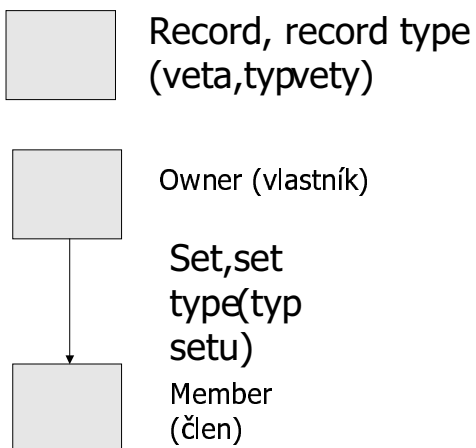 Record, record type
(veta,typvety)
Owner (vlastník)
Set,set
type(typ
setu)
Member
(člen)